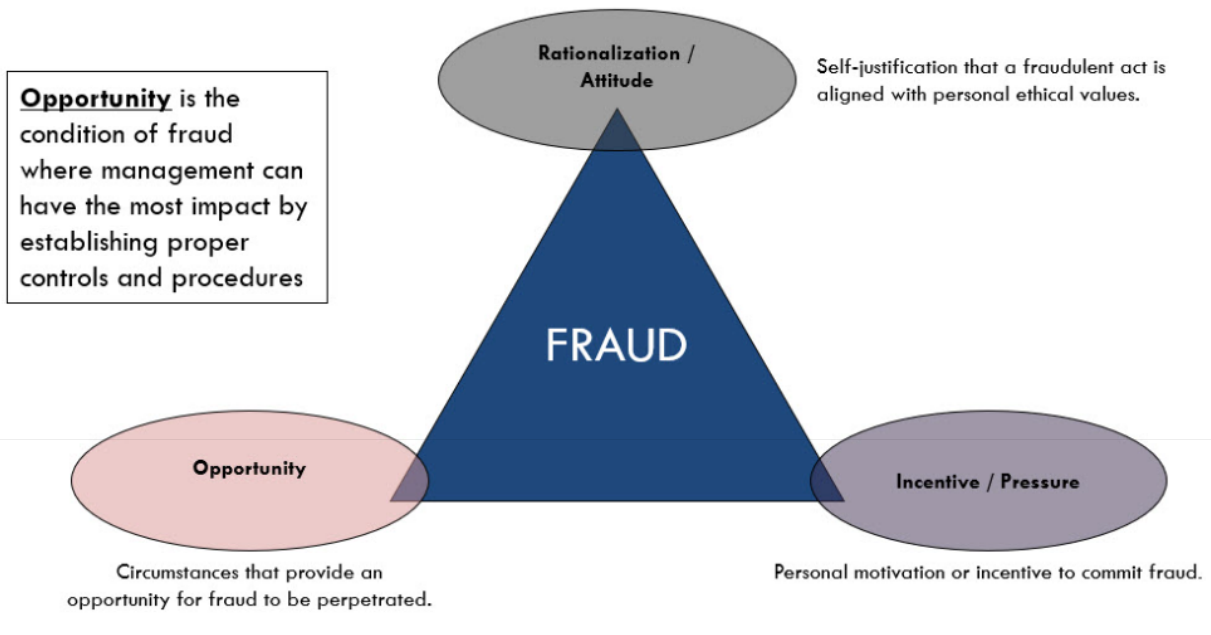 Rationalization /
Attitude
Self-justification that a fraudulent act is
aligned with personal ethical values.
Opportunity is the
condition of fraud
where management can
have the most impact by
establishing proper
controls and procedures
FRAUD
Opportunity
Incentive / Pressure
Circumstances that provide an
opportunity for fraud to be perpetrated.
Personal motivation or incentive to commit fraud.